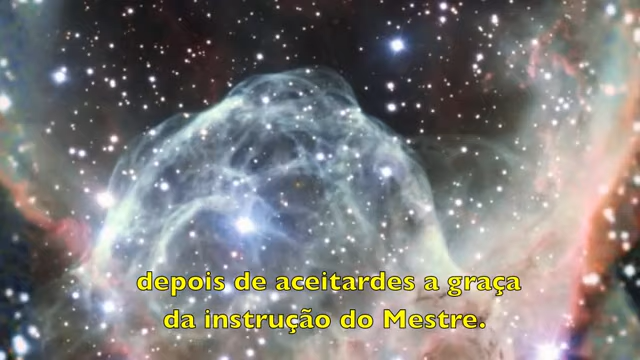 depois de aceitardes a graça
da instrução do Mestre.